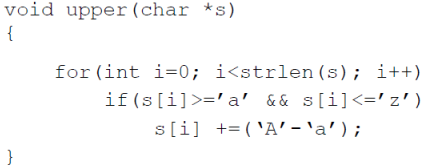 void upper(char *s)
{
for(int i=0; i<strlen(s); i++)
if(s[i]>=’a’ && s[i]<=’z’)
s[i] +=(‘A’-‘a’);
}